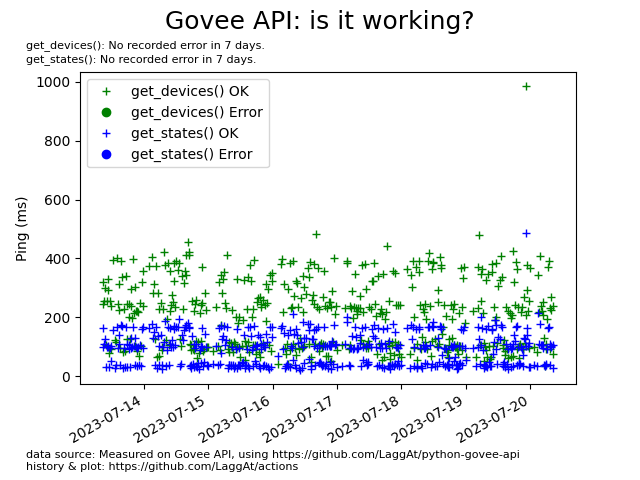 Govee API: is it working?
get_devices(): No recorded error in 7 days.
get_states(): No recorded error in 7 days.
get_devices() OK
get_devices() Error
get_states() OK
get_states() Error
Ping (ms)
1000
800
600
400
200
0
2023-07-14
2023-07-15
2023-07-16
2023-07-17
2023-07-18
2023-07-19
2023-07-20
data source: Measured on Govee API, using https://github.com/LaggAt/python-govee-api
history & plot: https://github.com/LaggAt/actions